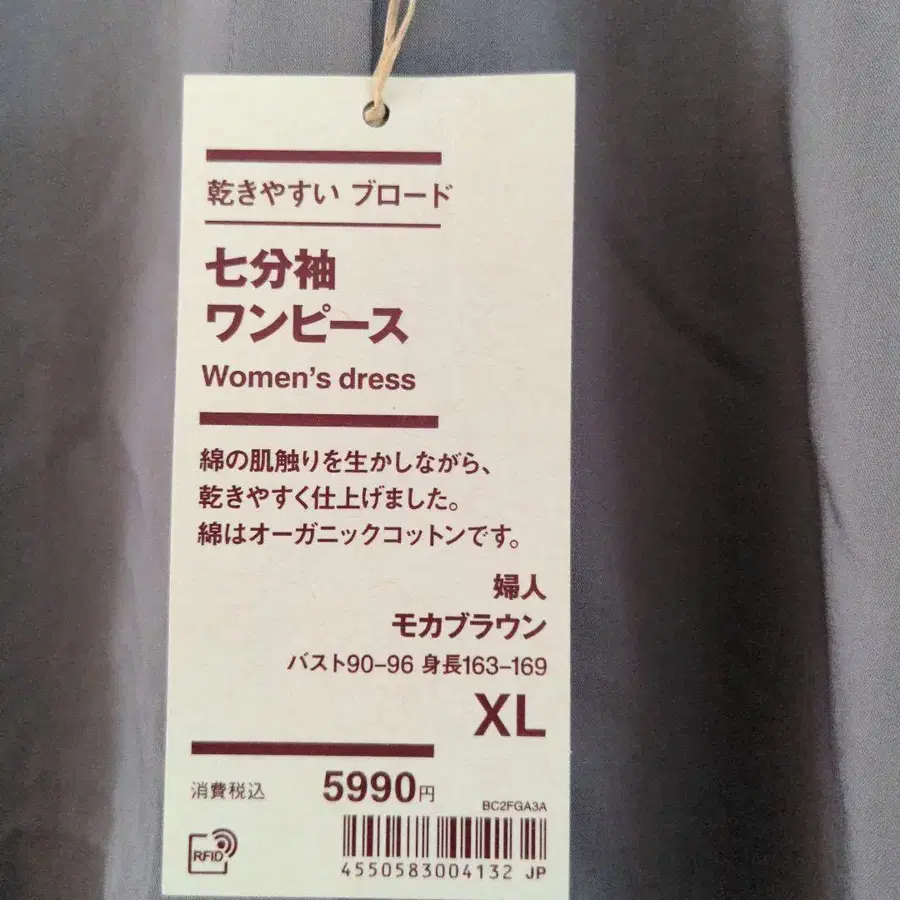 乾きやすい ブロード
七分袖
ワンピース
Women's dress
綿の肌触りを生かしながら、
乾きやすく仕上げました。
綿はオーガニックコットンです。
婦人
モカブラウン
バスト90-96 身長163-169
XL
消費税込 5990円
BC2FGA3A
RFID
4550583004132 JP